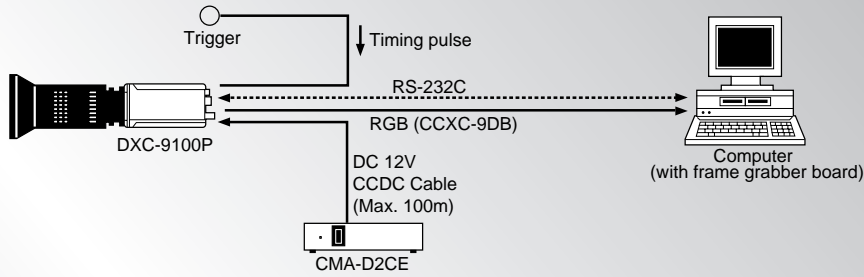 Trigger
Timing pulse
RS-232C
RGB (CCXC-9DB)
DXC-9100P
DC 12V
CCDC Cable
(Max. 100m)
CMA-D2CE
Computer
(with frame grabber board)